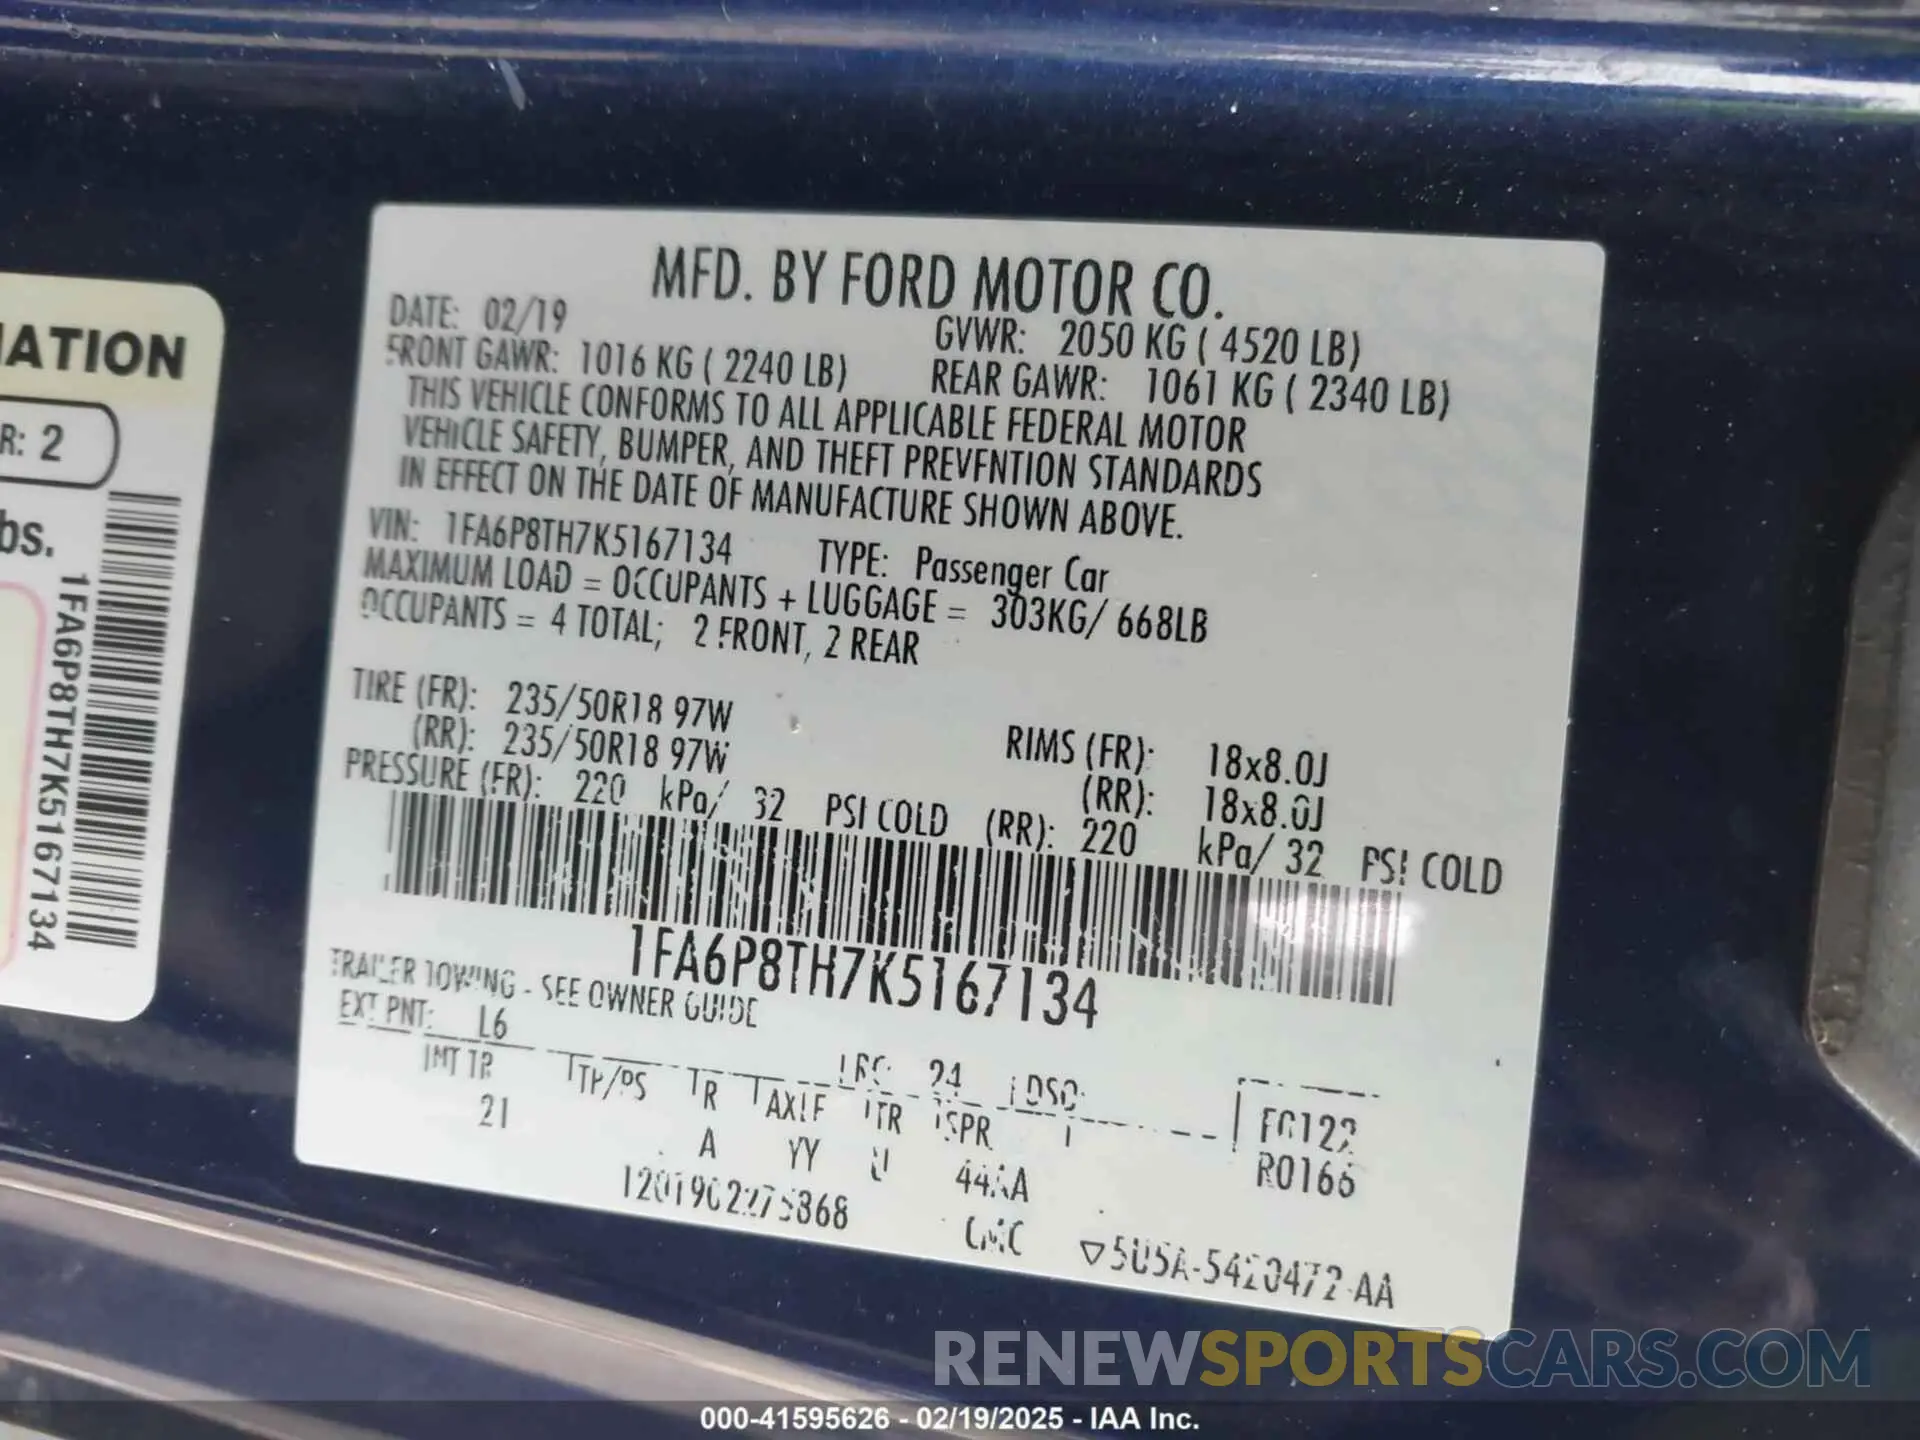 MFD. BY FORD MOTOR CO.
DATE: 02/19 GVWR: 2050 KG ( 4520 LB)
FRONT GAWR: 1016 KG ( 2240 LB) REAR GAWR: 1061 KG ( 2340 LB)
THIS VEHICLE CONFORMS TO ALL APPLICABLE FEDERAL MOTOR
VEHICLE SAFETY, BUMPER, AND THEFT PREVENTION STANDARDS
IN EFFECT ON THE DATE OF MANUFACTURE SHOWN ABOVE.
VIN: 1FA6P8TH7K5167134 TYPE: Passenger Car
MAXIMUM LOAD = OCCUPANTS + LUGGAGE = 303KG/ 668LB
OCCUPANTS = 4 TOTAL; 2 FRONT, 2 REAR
TIRE (FR): 235/50R18 97W RIMS (FR): 18x8.0J
(RR): 235/50R18 97W (RR): 18x8.0J
PRESSURE (FR): 220 kPa/ 32 PSI COLD (RR): 220 kPa/ 32 PSI COLD
1FA6P8TH7K5167134
TRAILER TOWING - SEE OWNER GUIDE
EXT PNT: L6 24 DSO:
INT TR TP/PS R AXLE TR SPR
21 A YY U 44AA
R0166
5U5A-5420472-AA
IATION
R: 2
bs.
1FA6P8TH7K5167134
RENEWSPORTSCARS.COM
000-41595626 - 02/19/2025 - IAA Inc.